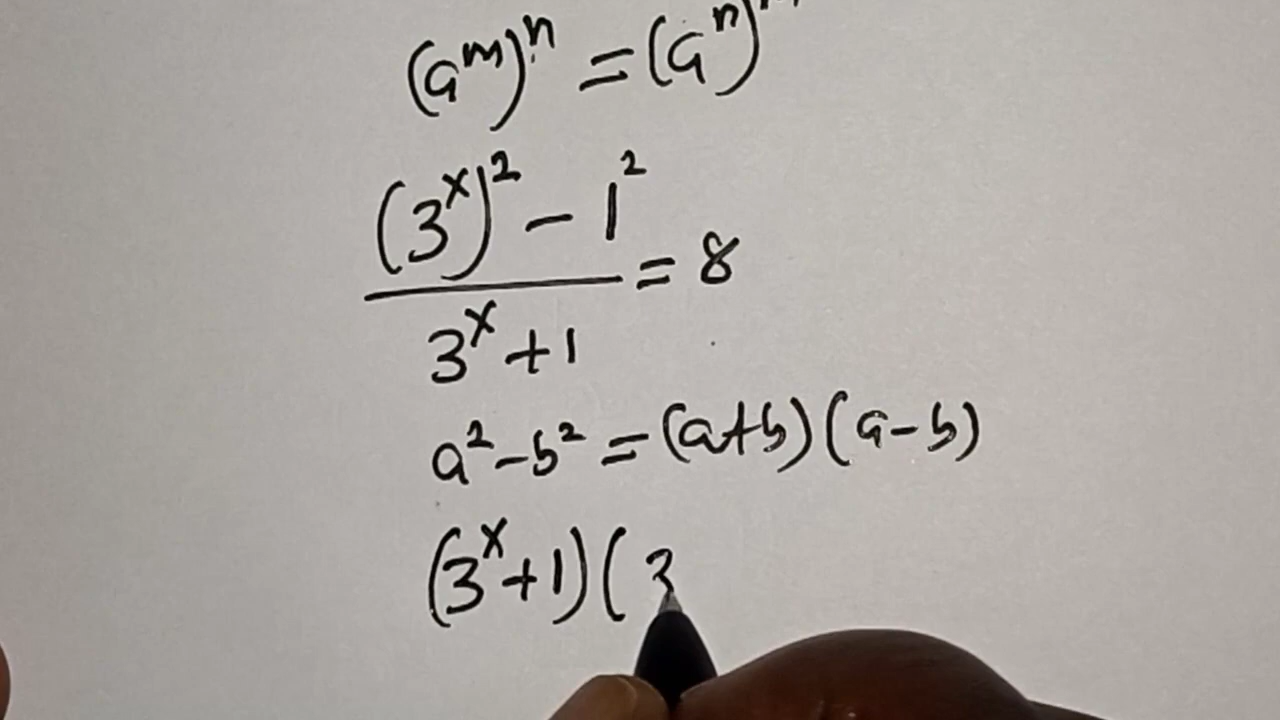 (a^m)^n = (a^n)
(3^x)^2 - 1^2
3^x + 1
= 8
a^2 - b^2 = (a+b)(a-b)
(3^x + 1)(3